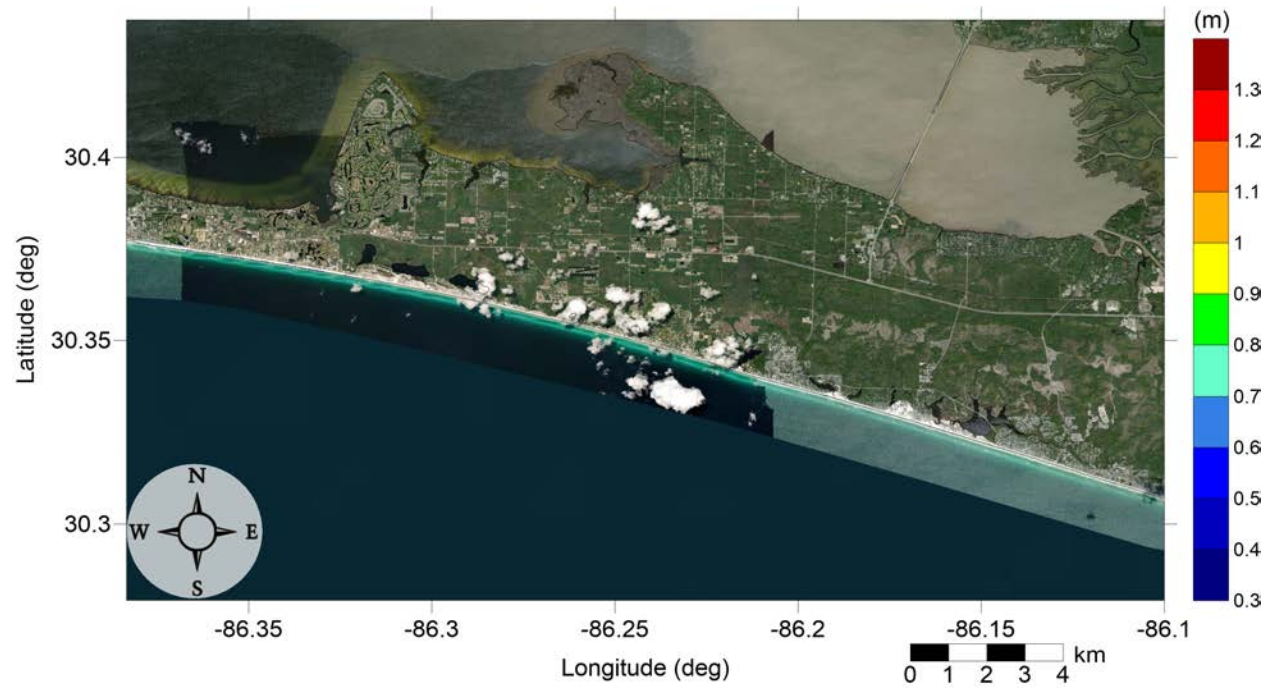 (m)
1.3
1.2
1.1
1
0.9
0.8
0.7
0.6
0.5
0.4
0.3
30.4
30.35
30.3
Latitude (deg)
N
W E
S
-86.35 -86.3 -86.25 -86.2 -86.15 -86.1
Longitude (deg)
0 1 2 3 4 km